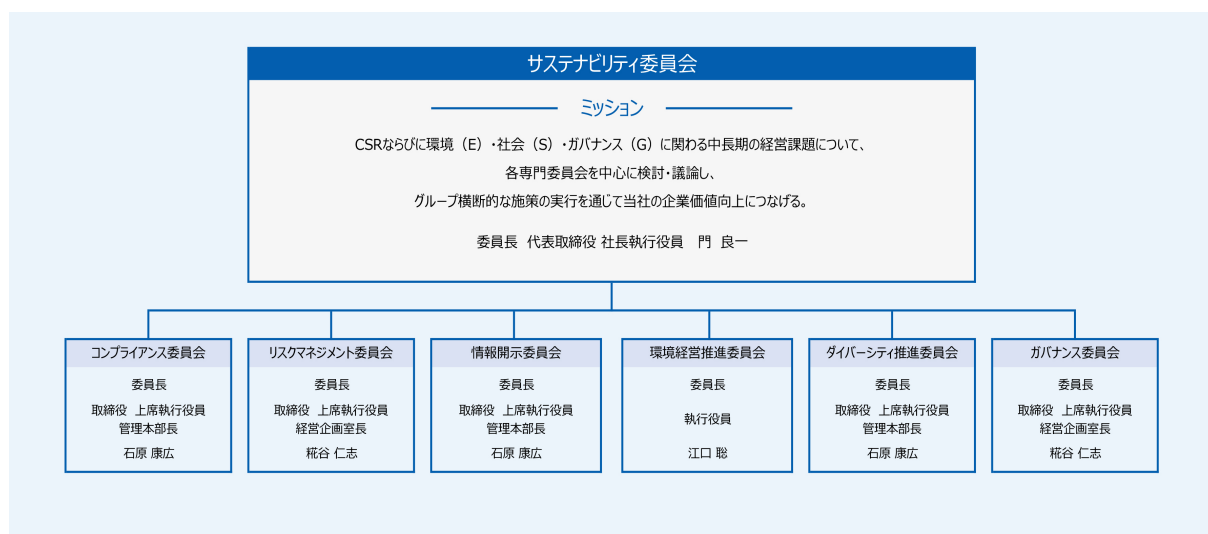 サステナビリティ委員会
ミッション
CSRならびに環境（E）・社会（S）・ガバナンス（G）に関わる中長期の経営課題について、
各専門委員会を中心に検討・議論し、
グループ横断的な施策の実行を通じて当社の企業価値向上につなげる。
委員長 代表取締役 社長執行役員 門 良一
コンプライアンス委員会
委員長
取締役 上席執行役員
管理本部長
石原 康広
リスクマネジメント委員会
委員長
取締役 上席執行役員
経営企画室長
糀谷 仁志
情報開示委員会
委員長
取締役 上席執行役員
管理本部長
石原 康広
環境経営推進委員会
委員長
執行役員
江口 聡
ダイバーシティ推進委員会
委員長
取締役 上席執行役員
管理本部長
石原 康広
ガバナンス委員会
委員長
取締役 上席執行役員
経営企画室長
糀谷 仁志